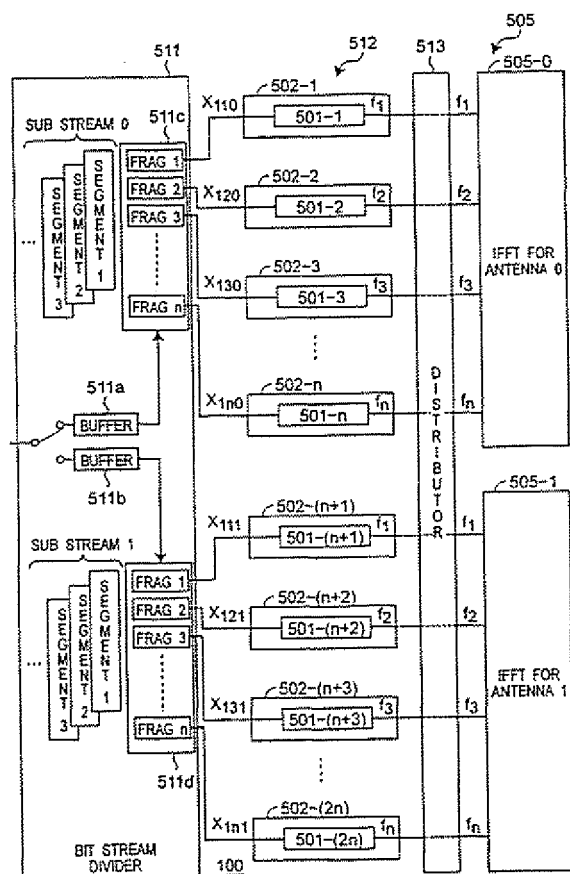 511
512
513
505
505-0
SUB STREAM 0
511c
... SEGMENT 3 SEGMENT 2 SEGMENT 1
FRAG 1
FRAG 2
FRAG 3
FRAG n
X110
502-1
501-1
f1
f1
X120
502-2
501-2
f2
f2
X130
502-3
501-3
f3
f3
X1n0
502-n
501-n
fn
fn
IFFT FOR
ANTENNA 0
511a
BUFFER
BUFFER
511b
DISTRIBUTOR
505-1
SUB STREAM 1
... SEGMENT 3 SEGMENT 2 SEGMENT 1
FRAG 1
FRAG 2
FRAG 3
FRAG n
511d
X111
502-(n+1)
501-(n+1)
f1
f1
X121
502-(n+2)
501-(n+2)
f2
f2
X131
502-(n+3)
501-(n+3)
f3
f3
X1n1
502-(2n)
501-(2n)
fn
fn
IFFT FOR
ANTENNA 1
BIT STREAM
DIVIDER
100